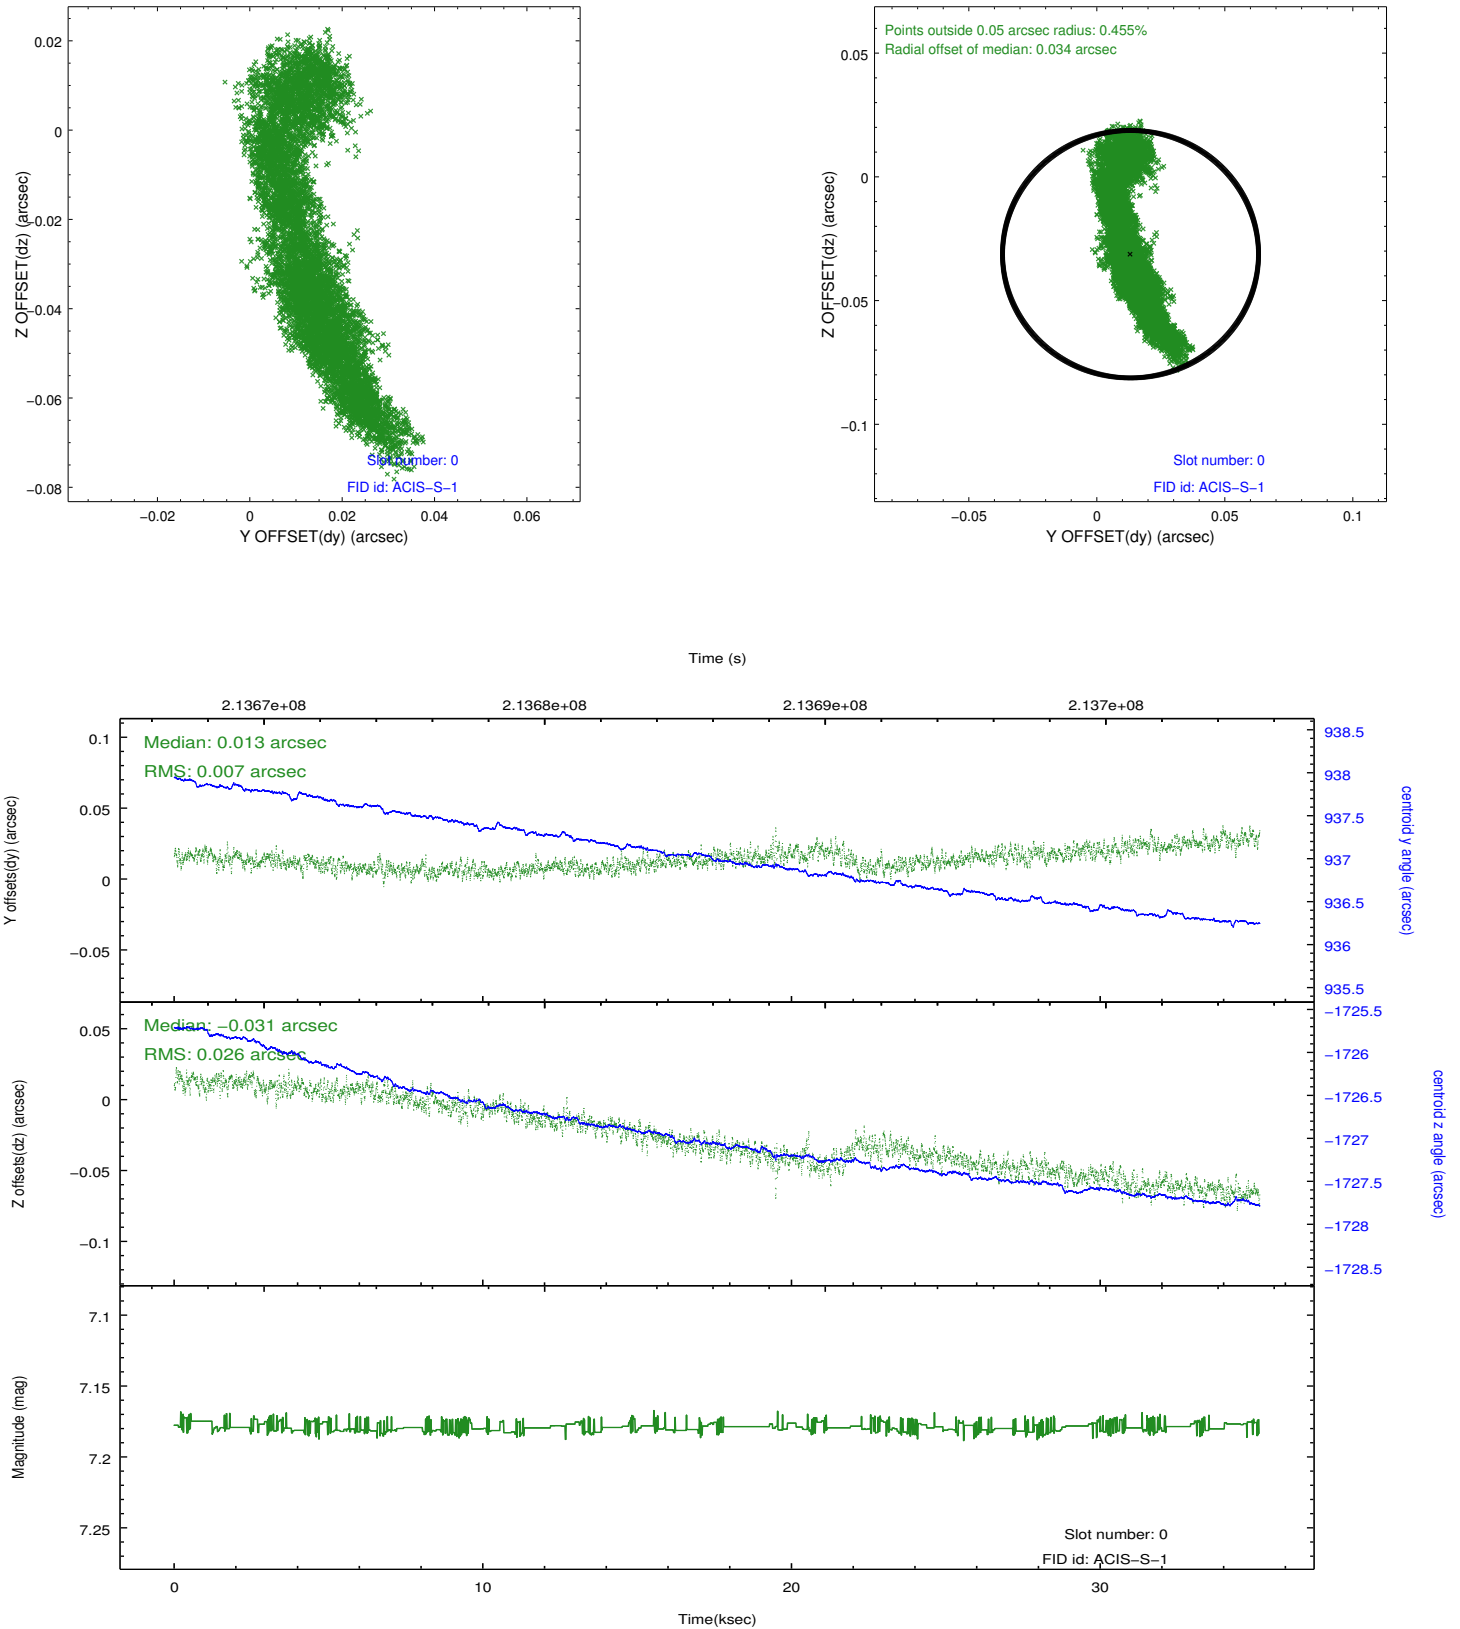 0.02
0
−0.02
−0.04
−0.06
−0.08
Z OFFSET(dz) (arcsec)
−0.02
0
0.02
0.04
0.06
Y OFFSET(dy) (arcsec)
Slot number: 0
FID id: ACIS−S−1
Points outside 0.05 arcsec radius: 0.455%
Radial offset of median: 0.034 arcsec
0.05
0
−0.05
−0.1
Z OFFSET(dz) (arcsec)
−0.05
0
0.05
0.1
Y OFFSET(dy) (arcsec)
Slot number: 0
FID id: ACIS−S−1
Time (s)
2.1367e+08
2.1368e+08
2.1369e+08
2.137e+08
Median: 0.013 arcsec
RMS: 0.007 arcsec
0.1
0.05
0
−0.05
Y offsets(dy) (arcsec)
938.5
938
937.5
937
936.5
936
935.5
centroid y angle (arcsec)
Median: −0.031 arcsec
RMS: 0.026 arcsec
0.05
0
−0.05
−0.1
Z offsets(dz) (arcsec)
−1725.5
−1726
−1726.5
−1727
−1727.5
−1728
−1728.5
centroid z angle (arcsec)
7.1
7.15
7.2
7.25
Magnitude (mag)
Slot number: 0
FID id: ACIS−S−1
0
10
20
30
Time(ksec)